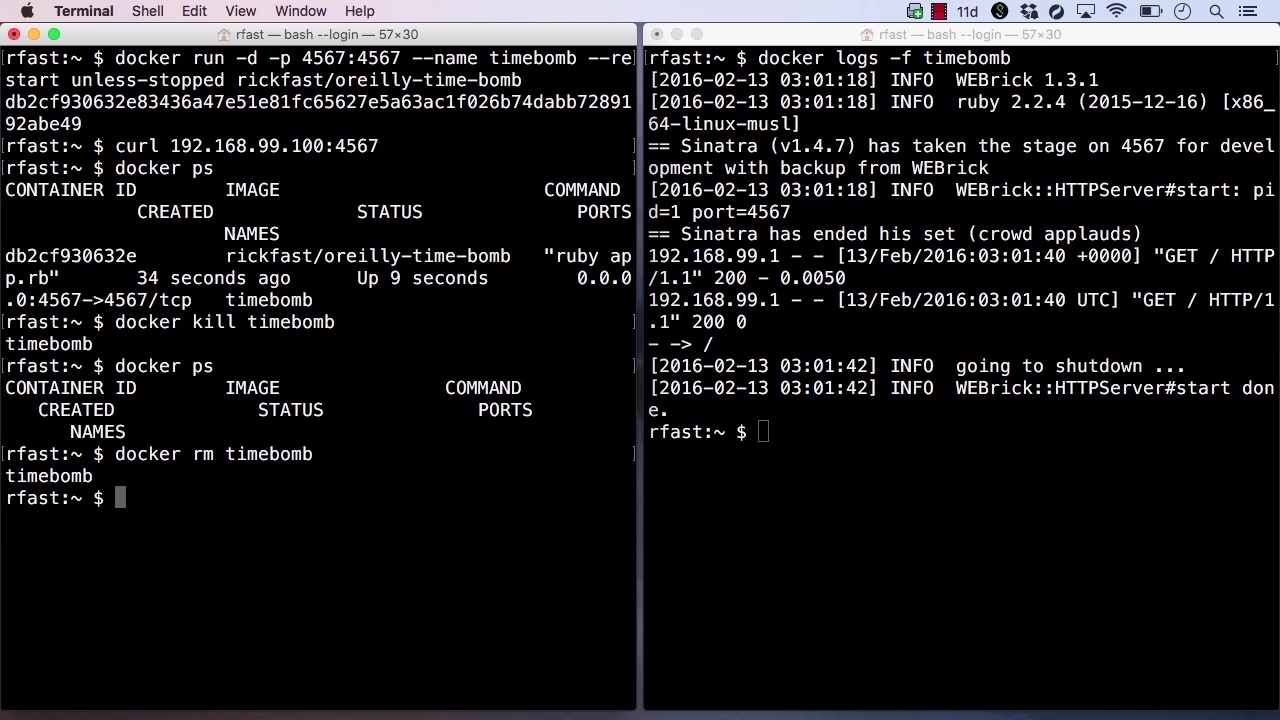 Terminal Shell Edit View Window Help 11d
rfast — bash --login — 57×30
rfast:~ $ docker run -d -p 4567:4567 --name timebomb --re
start unless-stopped rickfast/oreilly-time-bomb
db2cf930632e83436a47e51e81fc65627e5a63ac1f026b74dabb72891
92abe49
rfast:~ $ curl 192.168.99.100:4567
rfast:~ $ docker ps
CONTAINER ID        IMAGE                        COMMAND
            CREATED             STATUS              PORTS
                    NAMES
db2cf930632e        rickfast/oreilly-time-bomb   "ruby ap
p.rb"       34 seconds ago      Up 9 seconds        0.0.0
.0:4567->4567/tcp   timebomb
rfast:~ $ docker kill timebomb
timebomb
rfast:~ $ docker ps
CONTAINER ID        IMAGE               COMMAND
   CREATED             STATUS              PORTS
      NAMES
rfast:~ $ docker rm timebomb
timebomb
rfast:~ $
rfast — bash --login — 57×30
rfast:~ $ docker logs -f timebomb
[2016-02-13 03:01:18] INFO  WEBrick 1.3.1
[2016-02-13 03:01:18] INFO  ruby 2.2.4 (2015-12-16) [x86_
64-linux-musl]
== Sinatra (v1.4.7) has taken the stage on 4567 for devel
opment with backup from WEBrick
[2016-02-13 03:01:18] INFO  WEBrick::HTTPServer#start: pi
d=1 port=4567
== Sinatra has ended his set (crowd applauds)
192.168.99.1 - - [13/Feb/2016:03:01:40 +0000] "GET / HTTP
/1.1" 200 - 0.0050
192.168.99.1 - - [13/Feb/2016:03:01:40 UTC] "GET / HTTP/1
.1" 200 0
- -> /
[2016-02-13 03:01:42] INFO  going to shutdown ...
[2016-02-13 03:01:42] INFO  WEBrick::HTTPServer#start don
e.
rfast:~ $